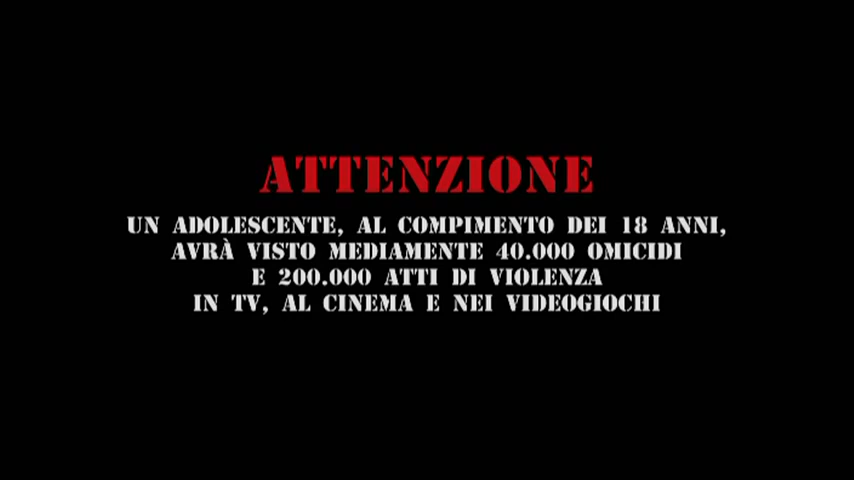 ATTENZIONE
UN ADOLESCENTE, AL COMPIMENTO DEI 18 ANNI,
AVRÀ VISTO MEDIAMENTE 40.000 OMICIDI
E 200.000 ATTI DI VIOLENZA
IN TV, AL CINEMA E NEI VIDEOGIOCHI